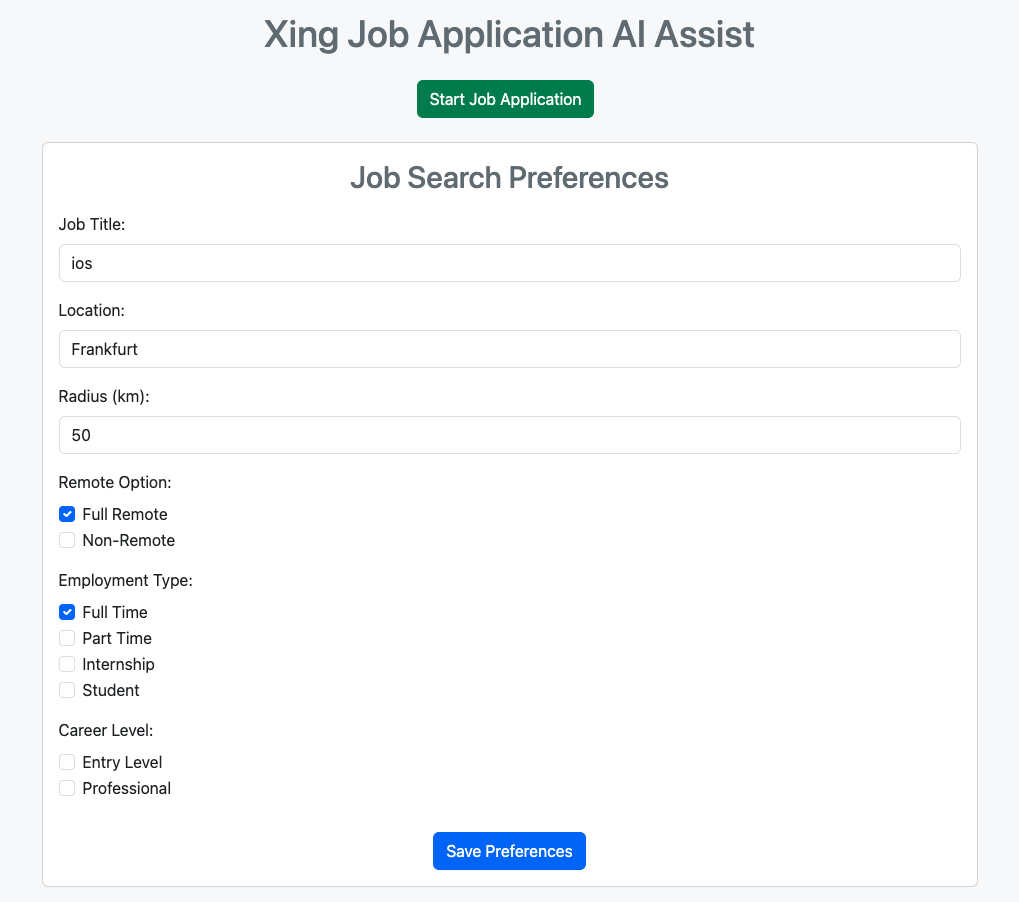 Xing Job Application AI Assist
Start Job Application
Job Search Preferences
Job Title:
ios
Location:
Frankfurt
Radius (km):
50
Remote Option:
Full Remote
Non-Remote
Employment Type:
Full Time
Part Time
Internship
Student
Career Level:
Entry Level
Professional
Save Preferences